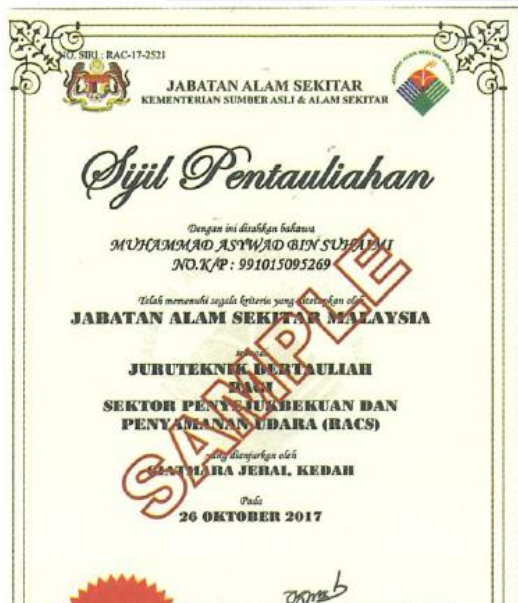 NO. SIRI : RAC-17-2521
JABATAN ALAM SEKITAR
KEMENTERIAN SUMBER ASLI & ALAM SEKITAR
Sijil Pentauliahan
Dengan ini disahkan bahawa
MUHAMMAD ASYWAD BIN SUHAIMI
NO.K/P : 991015095269
Telah memenuhi segala kriteria yang ditetapkan oleh
JABATAN ALAM SEKITAR MALAYSIA
sebagai
JURUTEKNIK BERTAULIAH
BAGI
SEKTOR PENYEJUKBEKUAN DAN
PENYAMANAN UDARA (RACS)
yang dianjurkan oleh
GIATMARA JERAI, KEDAH
Pada
26 OKTOBER 2017
SAMPLE